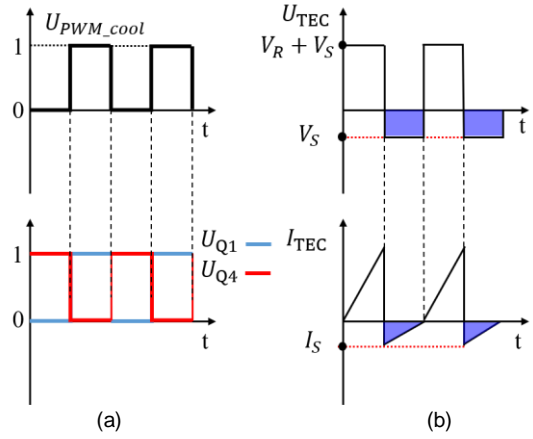 U_PWM_cool
1
0
t
U_TEC
V_R + V_S
V_S
t
1
0
U_Q1
U_Q4
t
I_TEC
I_S
t
(a)
(b)